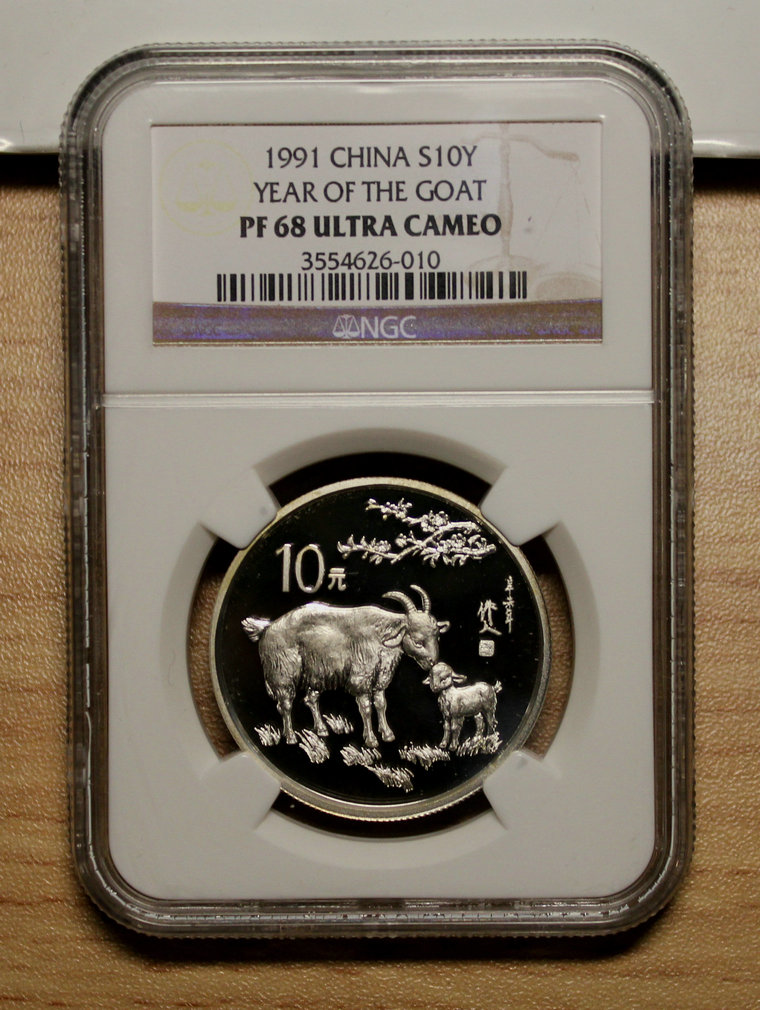 1991 CHINA S10Y
YEAR OF THE GOAT
PF 68 ULTRA CAMEO
3554626-010
NGC
10元